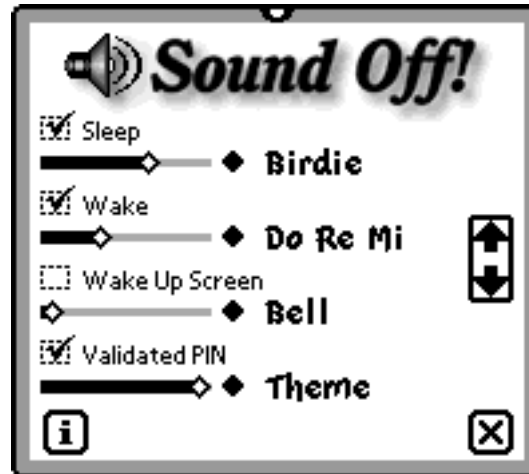 Sound Off!
Sleep
Birdie
Wake
Do Re Mi
Wake Up Screen
Bell
Validated PIN
Theme
i